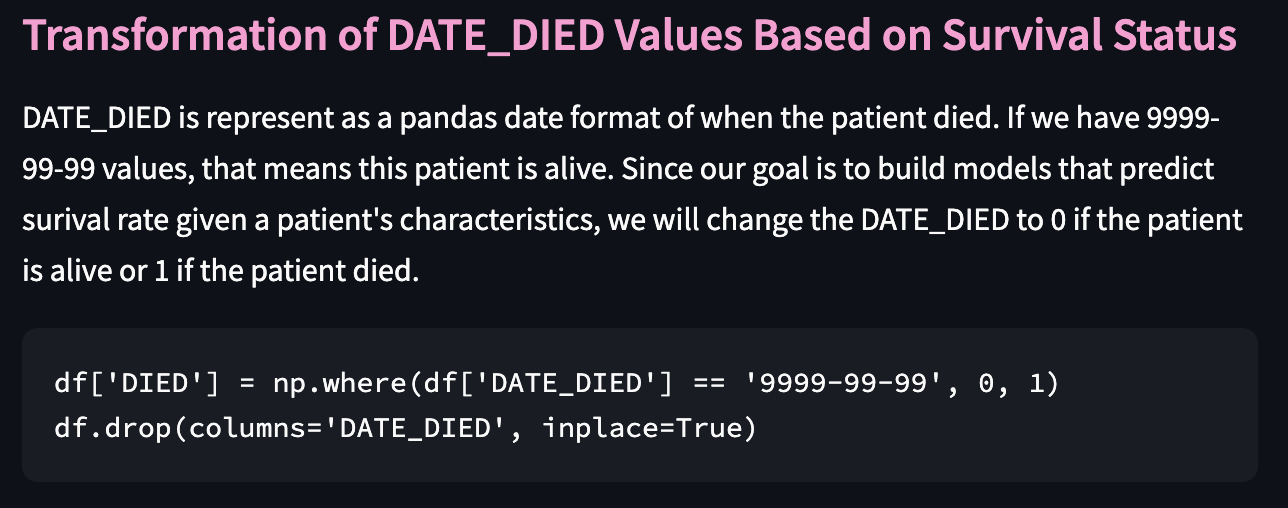 Transformation of DATE_DIED Values Based on Survival Status
DATE_DIED is represent as a pandas date format of when the patient died. If we have 9999-
99-99 values, that means this patient is alive. Since our goal is to build models that predict
surival rate given a patient's characteristics, we will change the DATE_DIED to 0 if the patient
is alive or 1 if the patient died.
df['DIED'] = np.where(df['DATE_DIED'] == '9999-99-99', 0, 1)
df.drop(columns='DATE_DIED', inplace=True)